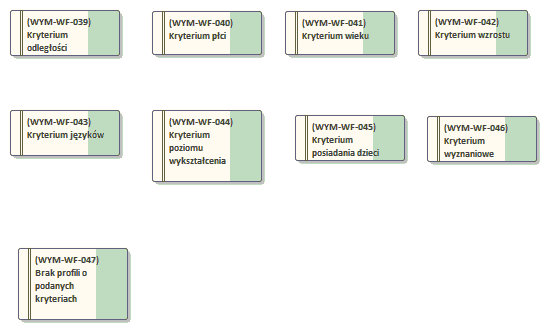 (WYM-WF-039)
Kryterium
odległości
(WYM-WF-040)
Kryterium płci
(WYM-WF-041)
Kryterium wieku
(WYM-WF-042)
Kryterium wzrostu
(WYM-WF-043)
Kryterium języków
(WYM-WF-044)
Kryterium
poziomu
wykształcenia
(WYM-WF-045)
Kryterium
posiadania dzieci
(WYM-WF-046)
Kryterium
wyznaniowe
(WYM-WF-047)
Brak profili o
podanych
kryteriach